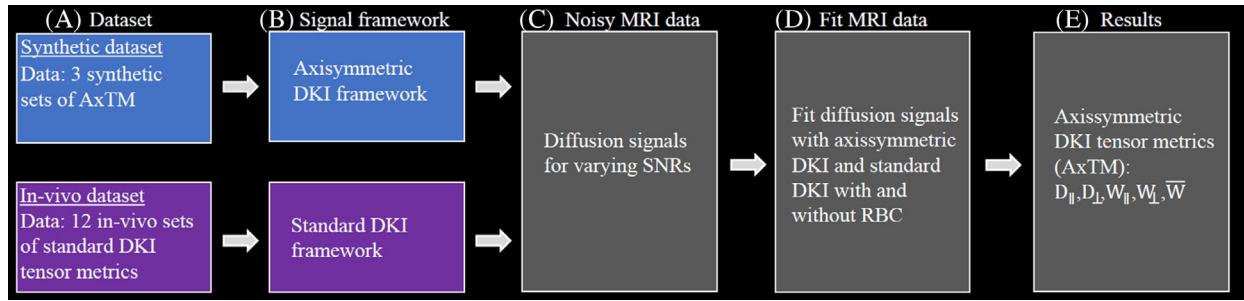 (A) Dataset
Synthetic dataset
Data: 3 synthetic
sets of AxTM
In-vivo dataset
Data: 12 in-vivo sets
of standard DKI
tensor metrics
(B) Signal framework
Axisymmetric
DKI framework
Standard DKI
framework
(C) Noisy MRI data
Diffusion signals
for varying SNRs
(D) Fit MRI data
Fit diffusion signals
with axissymmetric
DKI and standard
DKI with and
without RBC
(E) Results
Axissymmetric
DKI tensor metrics
(AxTM):
D∥,D⊥,W∥,W⊥,W̅